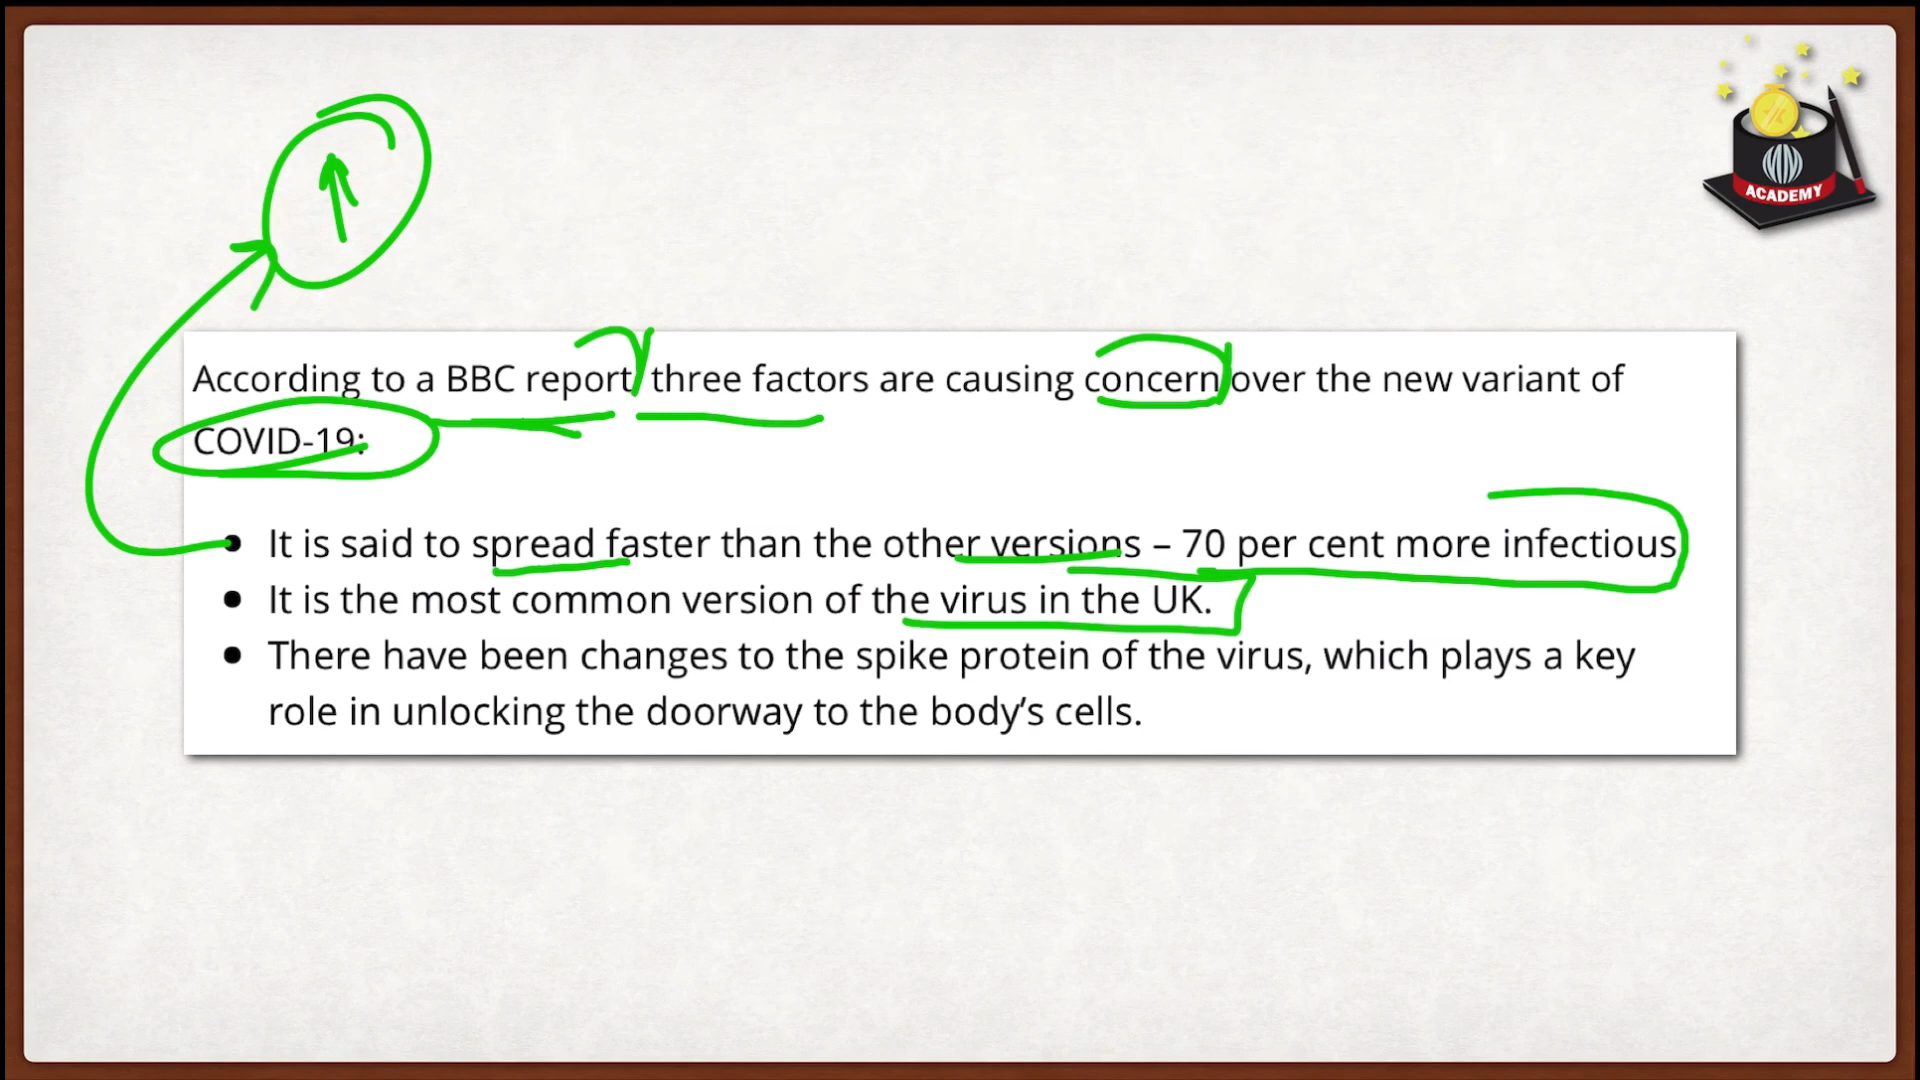 ACADEMY
According to a BBC report, three factors are causing concern over the new variant of
COVID-19:
• It is said to spread faster than the other versions – 70 per cent more infectious
• It is the most common version of the virus in the UK.
• There have been changes to the spike protein of the virus, which plays a key
role in unlocking the doorway to the body’s cells.